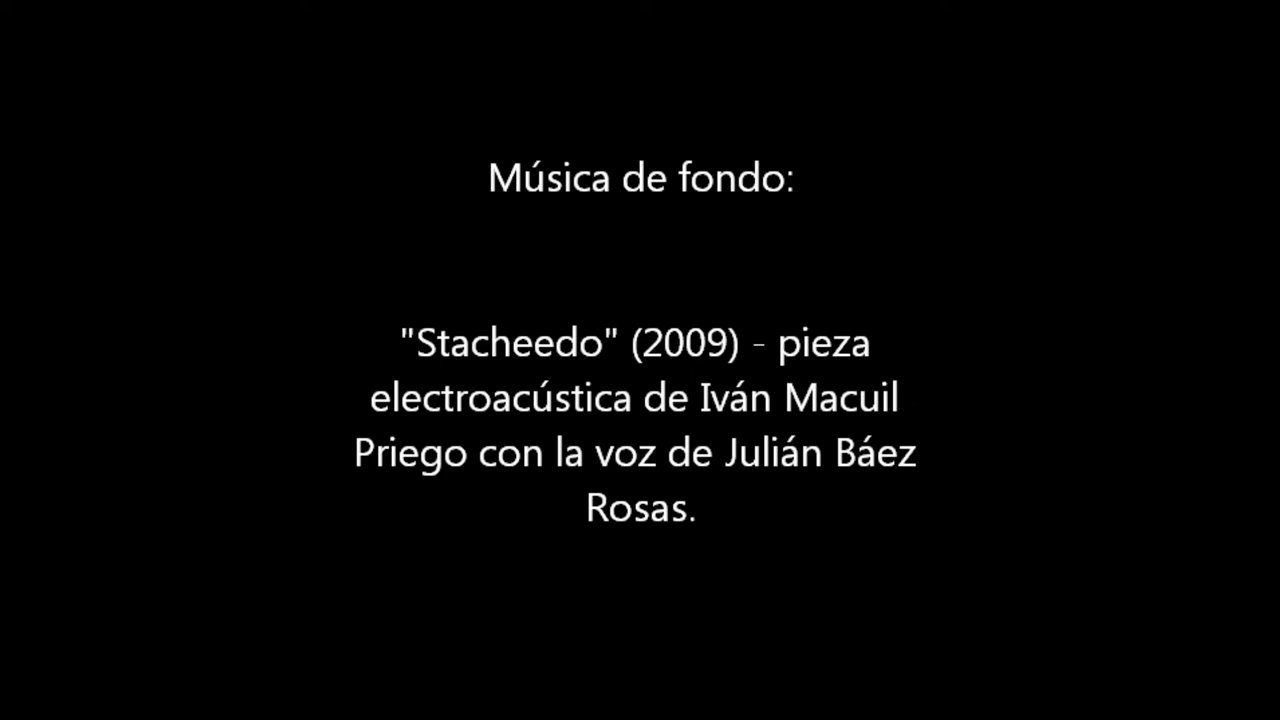 Música de fondo:
"Stacheedo" (2009) - pieza
electroacústica de Iván Macuil
Priego con la voz de Julián Báez
Rosas.